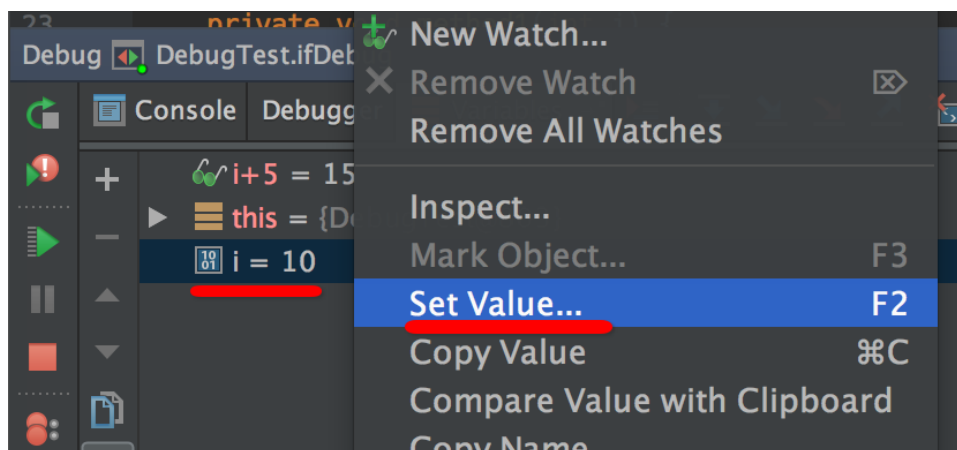 23 private v
Debug DebugTest.ifDeb
Console Debugg
New Watch...
Remove Watch
Remove All Watches
i+5 = 15
this = {D
i = 10
Inspect...
Mark Object... F3
Set Value... F2
Copy Value ⌘C
Compare Value with Clipboard
Copy Name